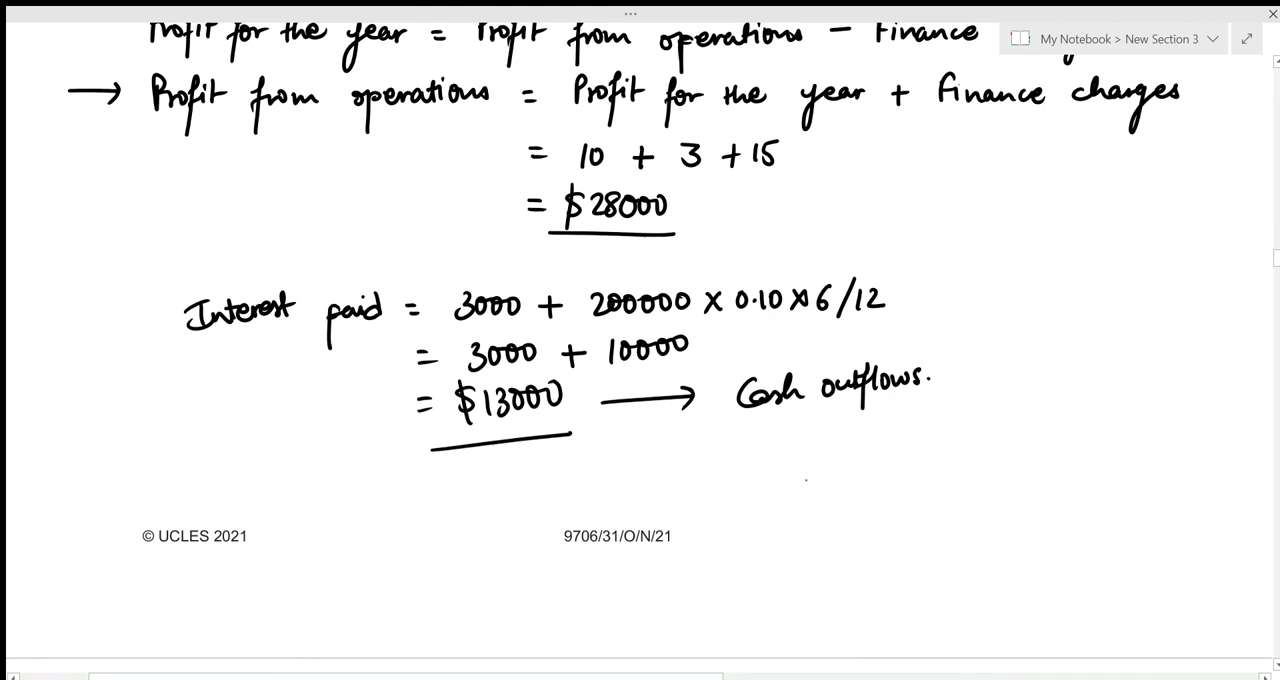 Profit for the year = Profit from operations - Finance
My Notebook > New Section 3
→ Profit from operations = Profit for the year + Finance charges
= 10 + 3 + 15
= $28000
Interest paid = 3000 + 200000 × 0.10 × 6/12
= 3000 + 10000
= $13000 → Cash outflows.
© UCLES 2021
9706/31/O/N/21